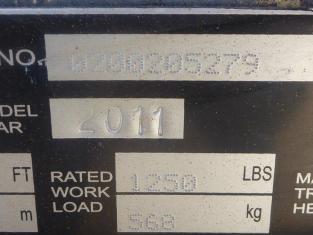 NO. 0200205279
DEL
AR 2011
FT RATED 1250 LBS MA
WORK TR
m LOAD 568 kg HE